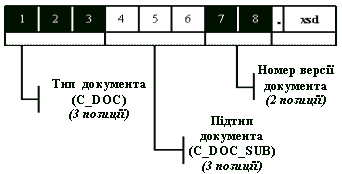 1 2 3 4 5 6 7 8 . xsd
Тип документа
(C_DOC)
(3 позиції)
Підтип
документа
(C_DOC_SUB)
(3 позиції)
Номер версії
документа
(2 позиції)